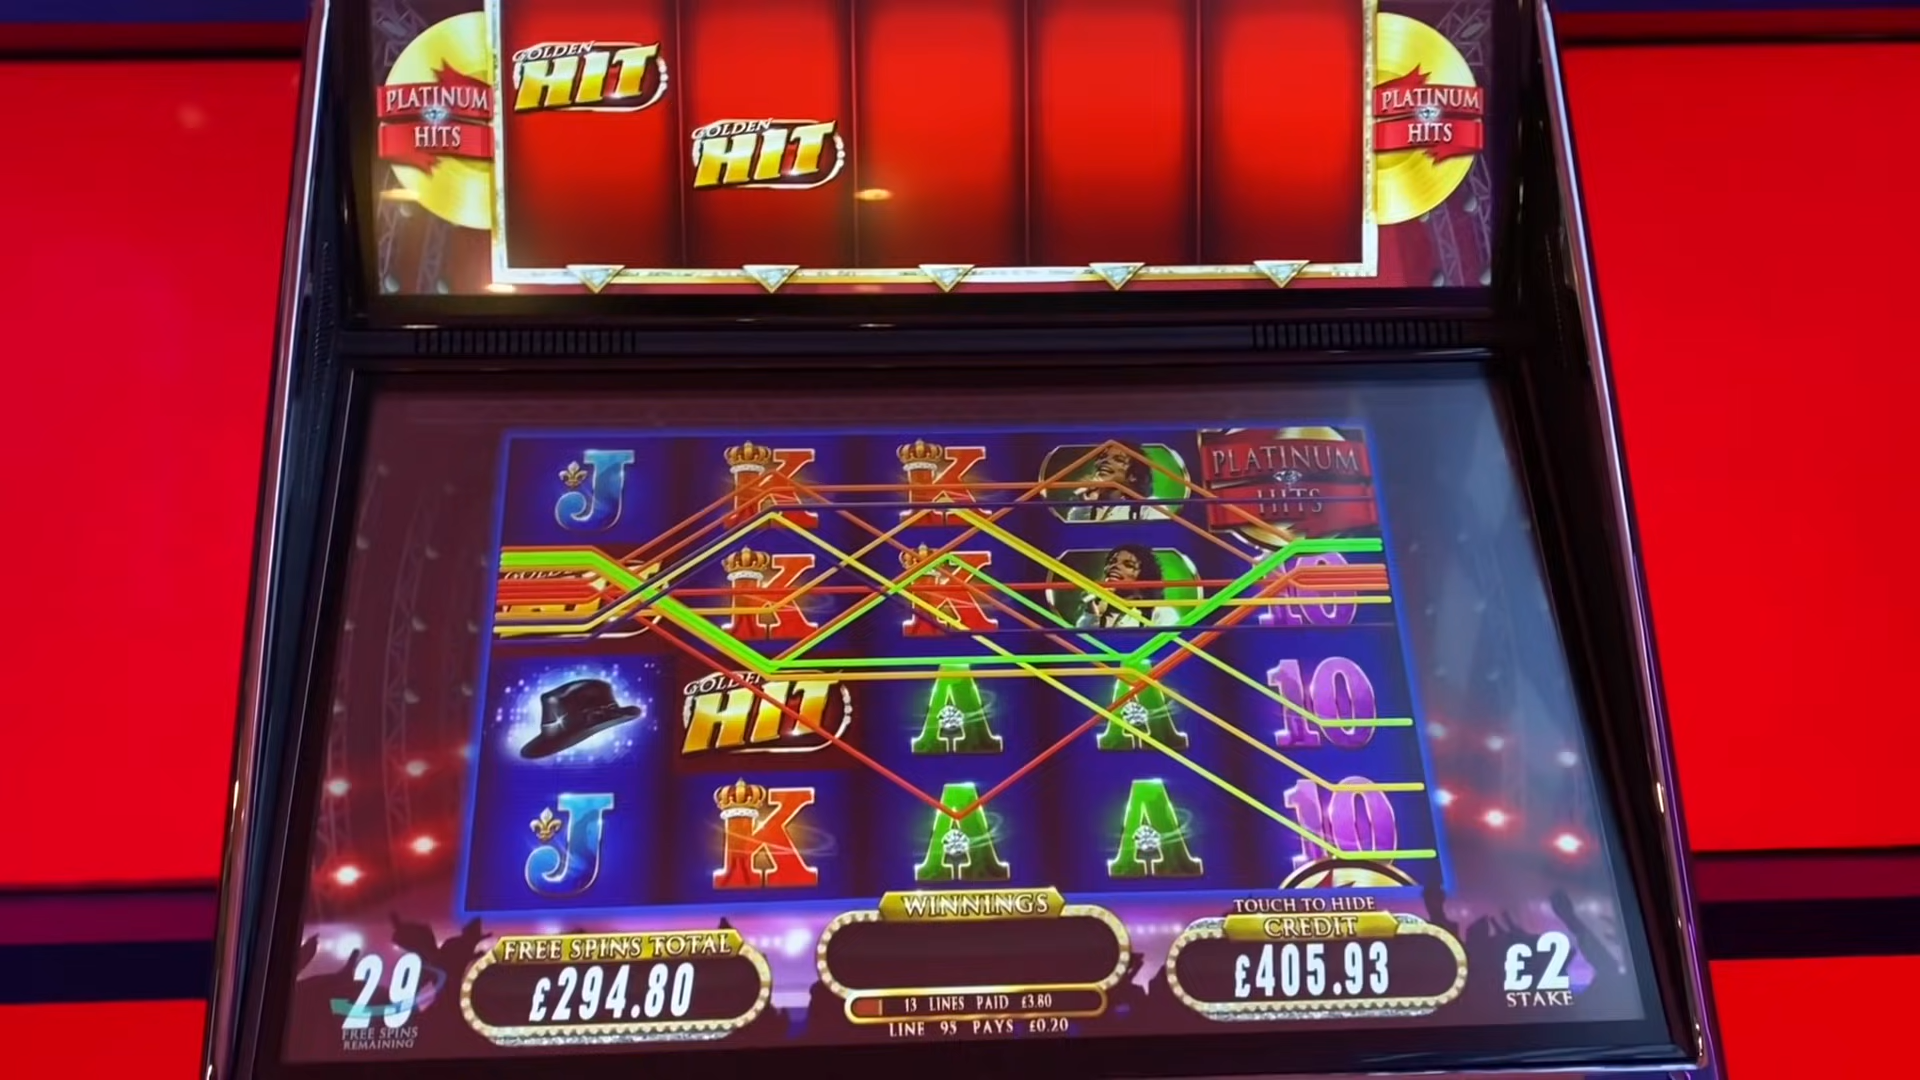 GOLDEN
HIT
PLATINUM
HITS
GOLDEN
HIT
PLATINUM
HITS
J
K
K
PLATINUM
HITS
GOLDEN
K
K
10
GOLDEN
HIT
A
A
10
J
K
A
A
10
WINNINGS
TOUCH TO HIDE
FREE SPINS TOTAL
CREDIT
29
£294.80
£405.93
£2
FREE SPINS
REMAINING
13 LINES PAID £3.80
STAKE
LINE 95 PAYS £0.20